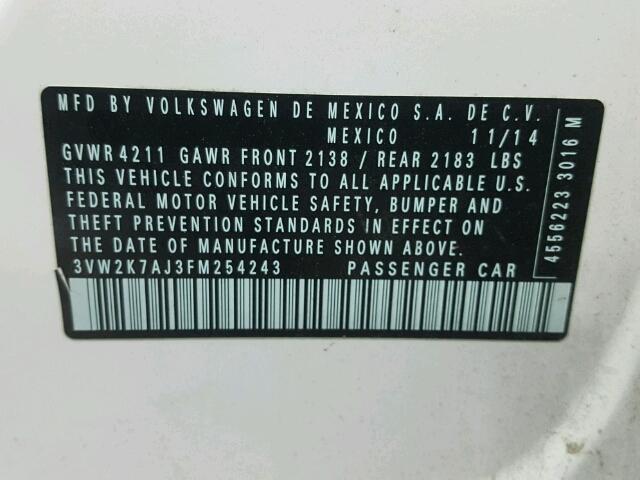 MFD BY VOLKSWAGEN DE MEXICO S.A. DE C.V.
MEXICO 11/14
GVWR 4211 GAWR FRONT 2138 / REAR 2183 LBS
THIS VEHICLE CONFORMS TO ALL APPLICABLE U.S.
FEDERAL MOTOR VEHICLE SAFETY, BUMPER AND
THEFT PREVENTION STANDARDS IN EFFECT ON
THE DATE OF MANUFACTURE SHOWN ABOVE.
3VW2K7AJ3FM254243 PASSENGER CAR
4556223 3016 M